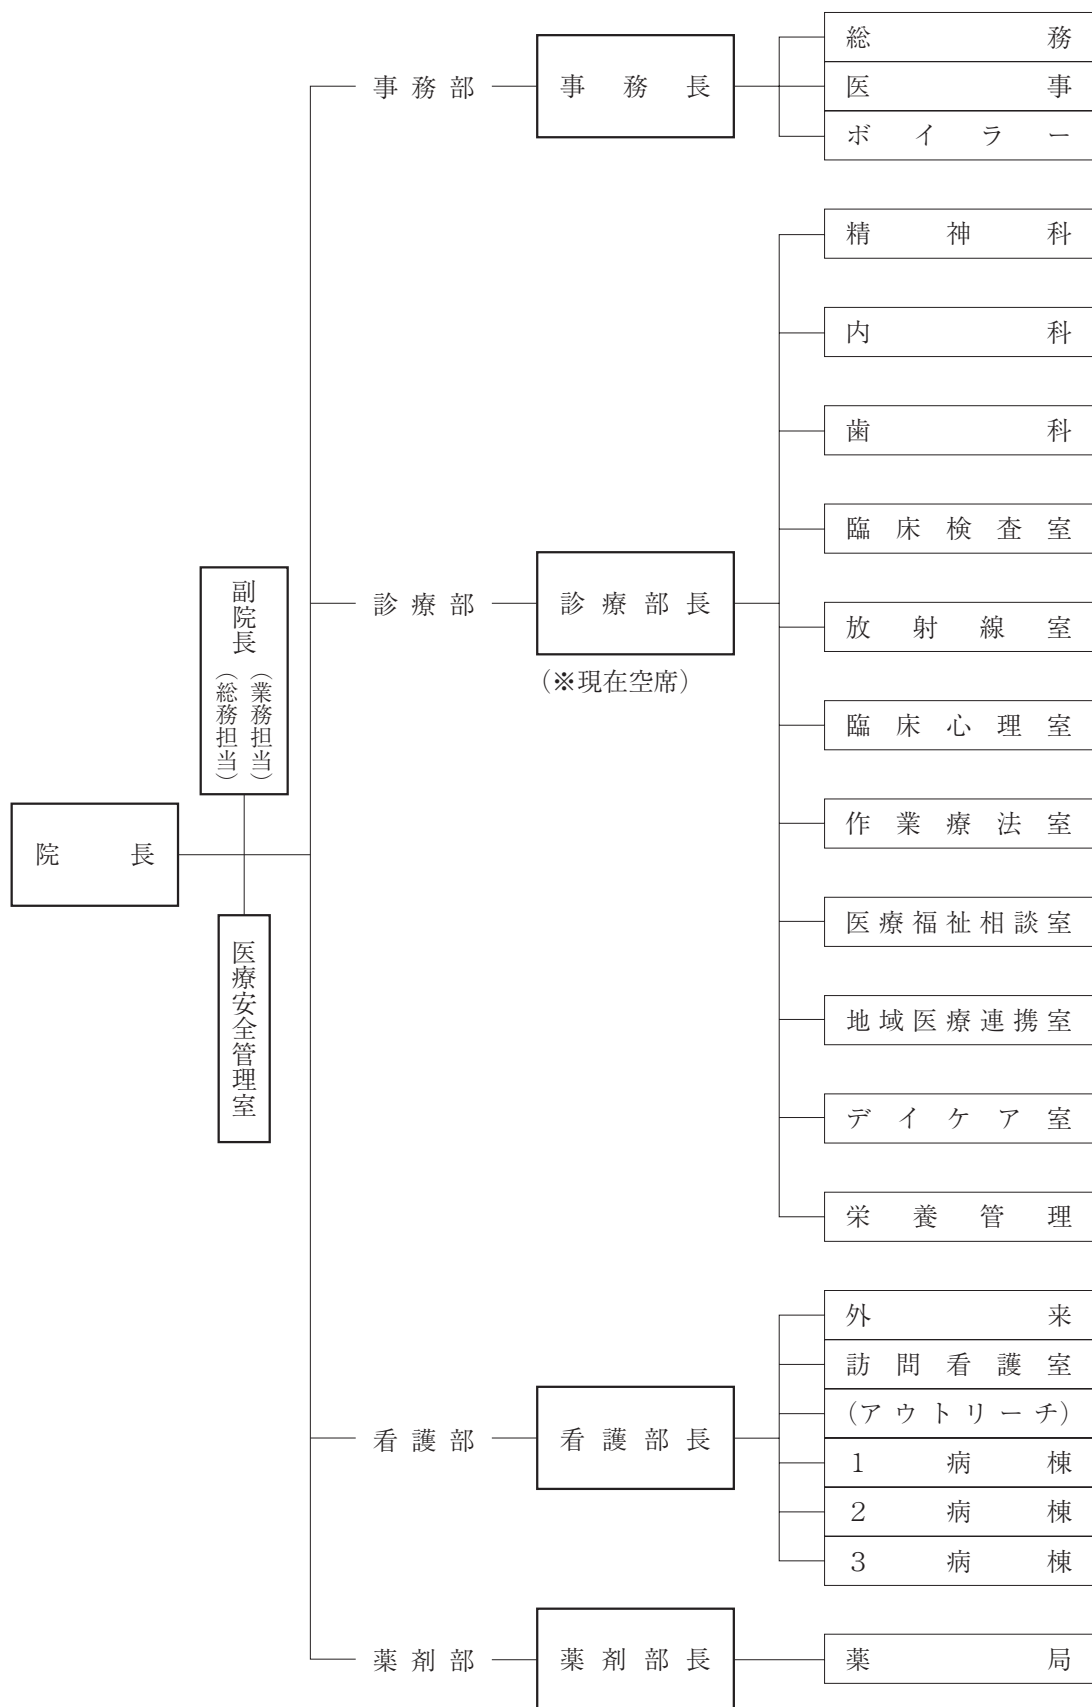 院長
副院長
（業務担当）
（総務担当）
医療安全管理室
事務部
事務長
総務
医事
ボイラー
診療部
診療部長
（※現在空席）
精神科
内科
歯科
臨床検査室
放射線室
臨床心理室
作業療法室
医療福祉相談室
地域医療連携室
デイケア室
栄養管理
看護部
看護部長
外来
訪問看護室
（アウトリーチ）
1病棟
2病棟
3病棟
薬剤部
薬剤部長
薬局